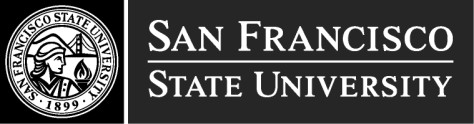 SAN FRANCISCO STATE UNIVERSITY
· 1899 ·
SAN FRANCISCO
STATE UNIVERSITY